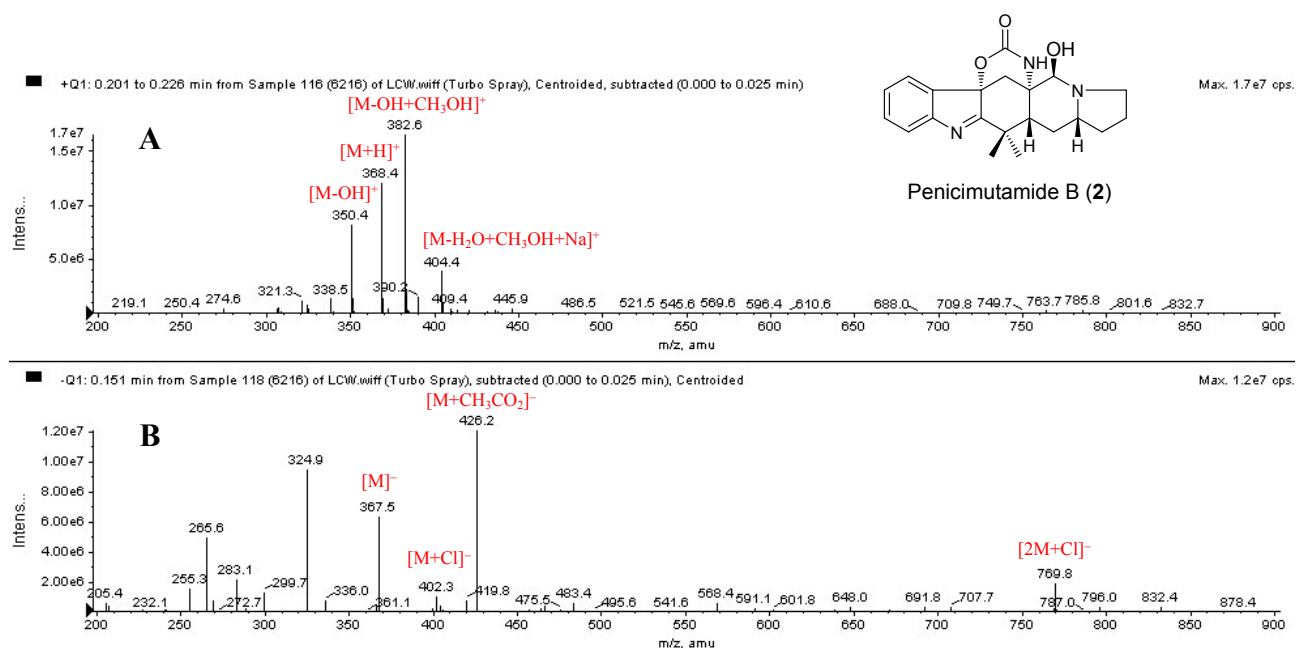 +Q1: 0.201 to 0.226 min from Sample 116 (6216) of LCW.wiff (Turbo Spray), Centroided, subtracted (0.000 to 0.025 min)
Max. 1.7e7 cps.
O
O
NH
OH
N
N
H
H
Penicimutamide B (2)
A
[M-OH+CH₃OH]⁺
382.6
[M+H]⁺
368.4
[M-OH]⁺
350.4
[M-H₂O+CH₃OH+Na]⁺
404.4
1.7e7
1.5e7
1.0e7
5.0e6
Intens...
219.1 250.4 274.6 321.3 338.5 390.2 409.4 445.9 486.5 521.5 545.6 569.6 596.4 610.6 688.0 709.8 749.7 763.7 785.8 801.6 832.7
200 250 300 350 400 450 500 550 600 650 700 750 800 850 900
m/z, amu
-Q1: 0.151 min from Sample 118 (6216) of LCW.wiff (Turbo Spray), subtracted (0.000 to 0.025 min), Centroided
Max. 1.2e7 cps.
B
[M+CH₃CO₂]⁻
426.2
324.9
[M]⁻
367.5
265.6
[M+Cl]⁻
402.3
[2M+Cl]⁻
769.8
1.20e7
1.00e7
8.00e6
6.00e6
4.00e6
2.00e6
Intens...
205.4 232.1 255.3 272.7 283.1 299.7 336.0 361.1 419.8 475.5 483.4 495.6 541.6 568.4 591.1 601.8 648.0 691.8 707.7 787.0 796.0 832.4 878.4
200 250 300 350 400 450 500 550 600 650 700 750 800 850 900
m/z, amu